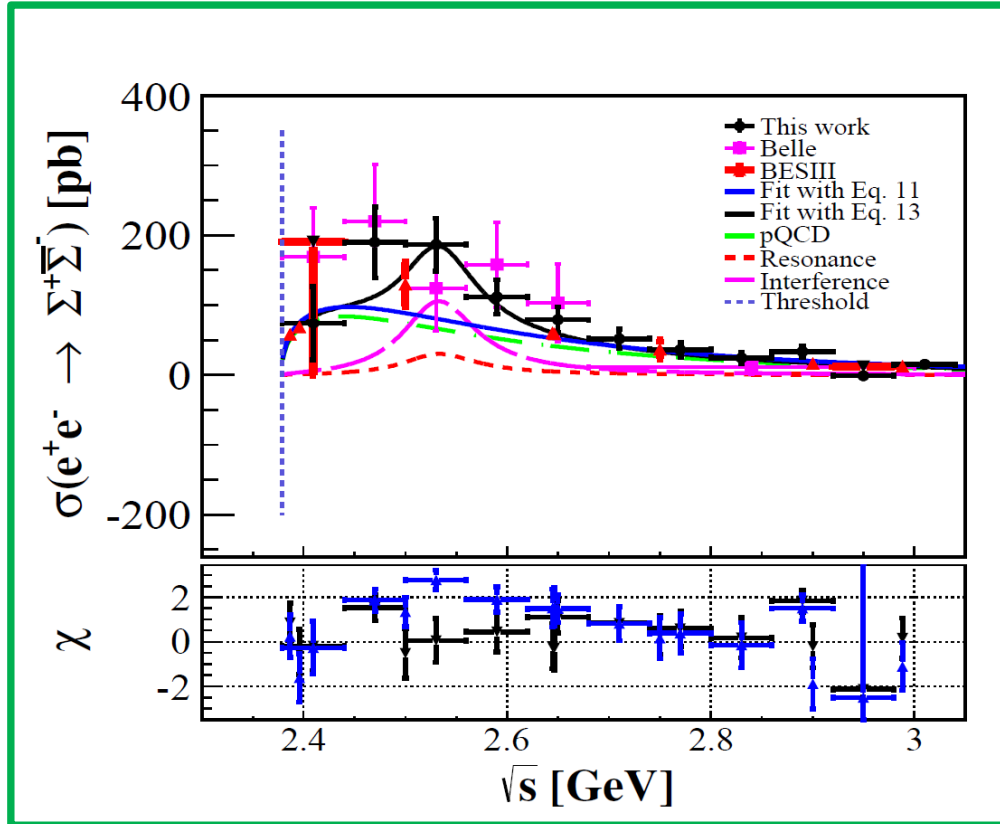 400
200
0
-200
σ(e⁺e⁻ → Σ⁺Σ̅⁻) [pb]
This work
Belle
BESIII
Fit with Eq. 11
Fit with Eq. 13
pQCD
Resonance
Interference
Threshold
2
0
-2
χ
2.4
2.6
2.8
3
√s [GeV]